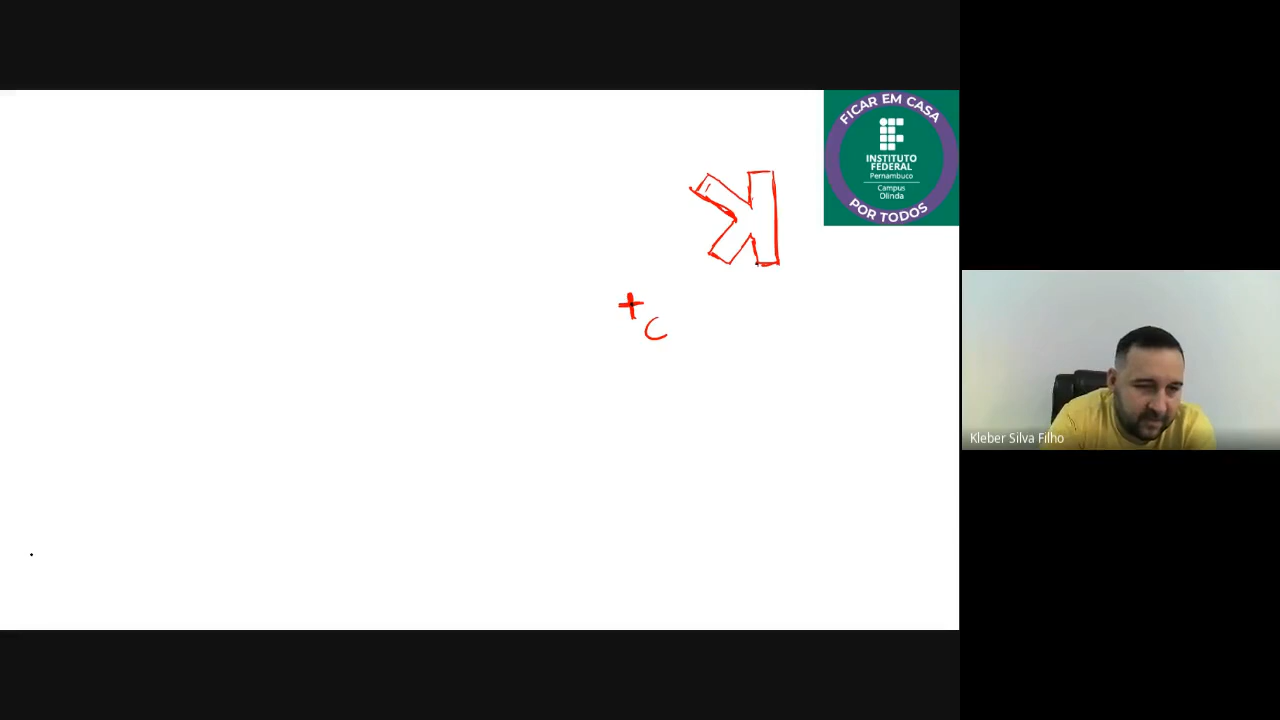 FICAR EM CASA
INSTITUTO
FEDERAL
Pernambuco
Campus
Olinda
POR TODOS
K
+
C
Kleber Silva Filho